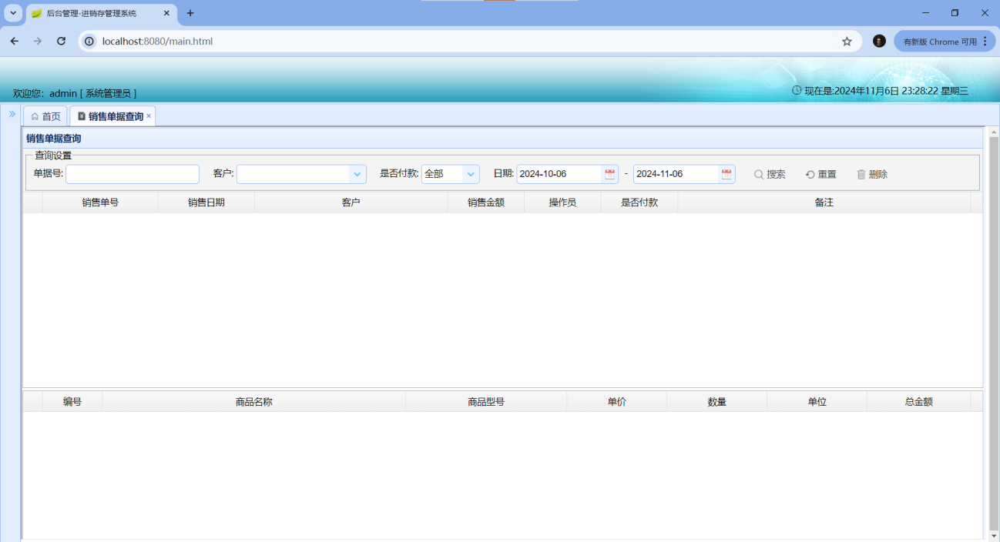 后台管理-进销存管理系统
localhost:8080/main.html
有新版 Chrome 可用
欢迎您: admin [ 系统管理员 ]
现在是:2024年11月6日 23:28:22 星期三
首页 销售单据查询
销售单据查询
查询设置
单据号: 客户: 是否付款: 全部 日期: 2024-10-06 - 2024-11-06 搜索 重置 删除
销售单号 销售日期 客户 销售金额 操作员 是否付款 备注
编号 商品名称 商品型号 单价 数量 单位 总金额